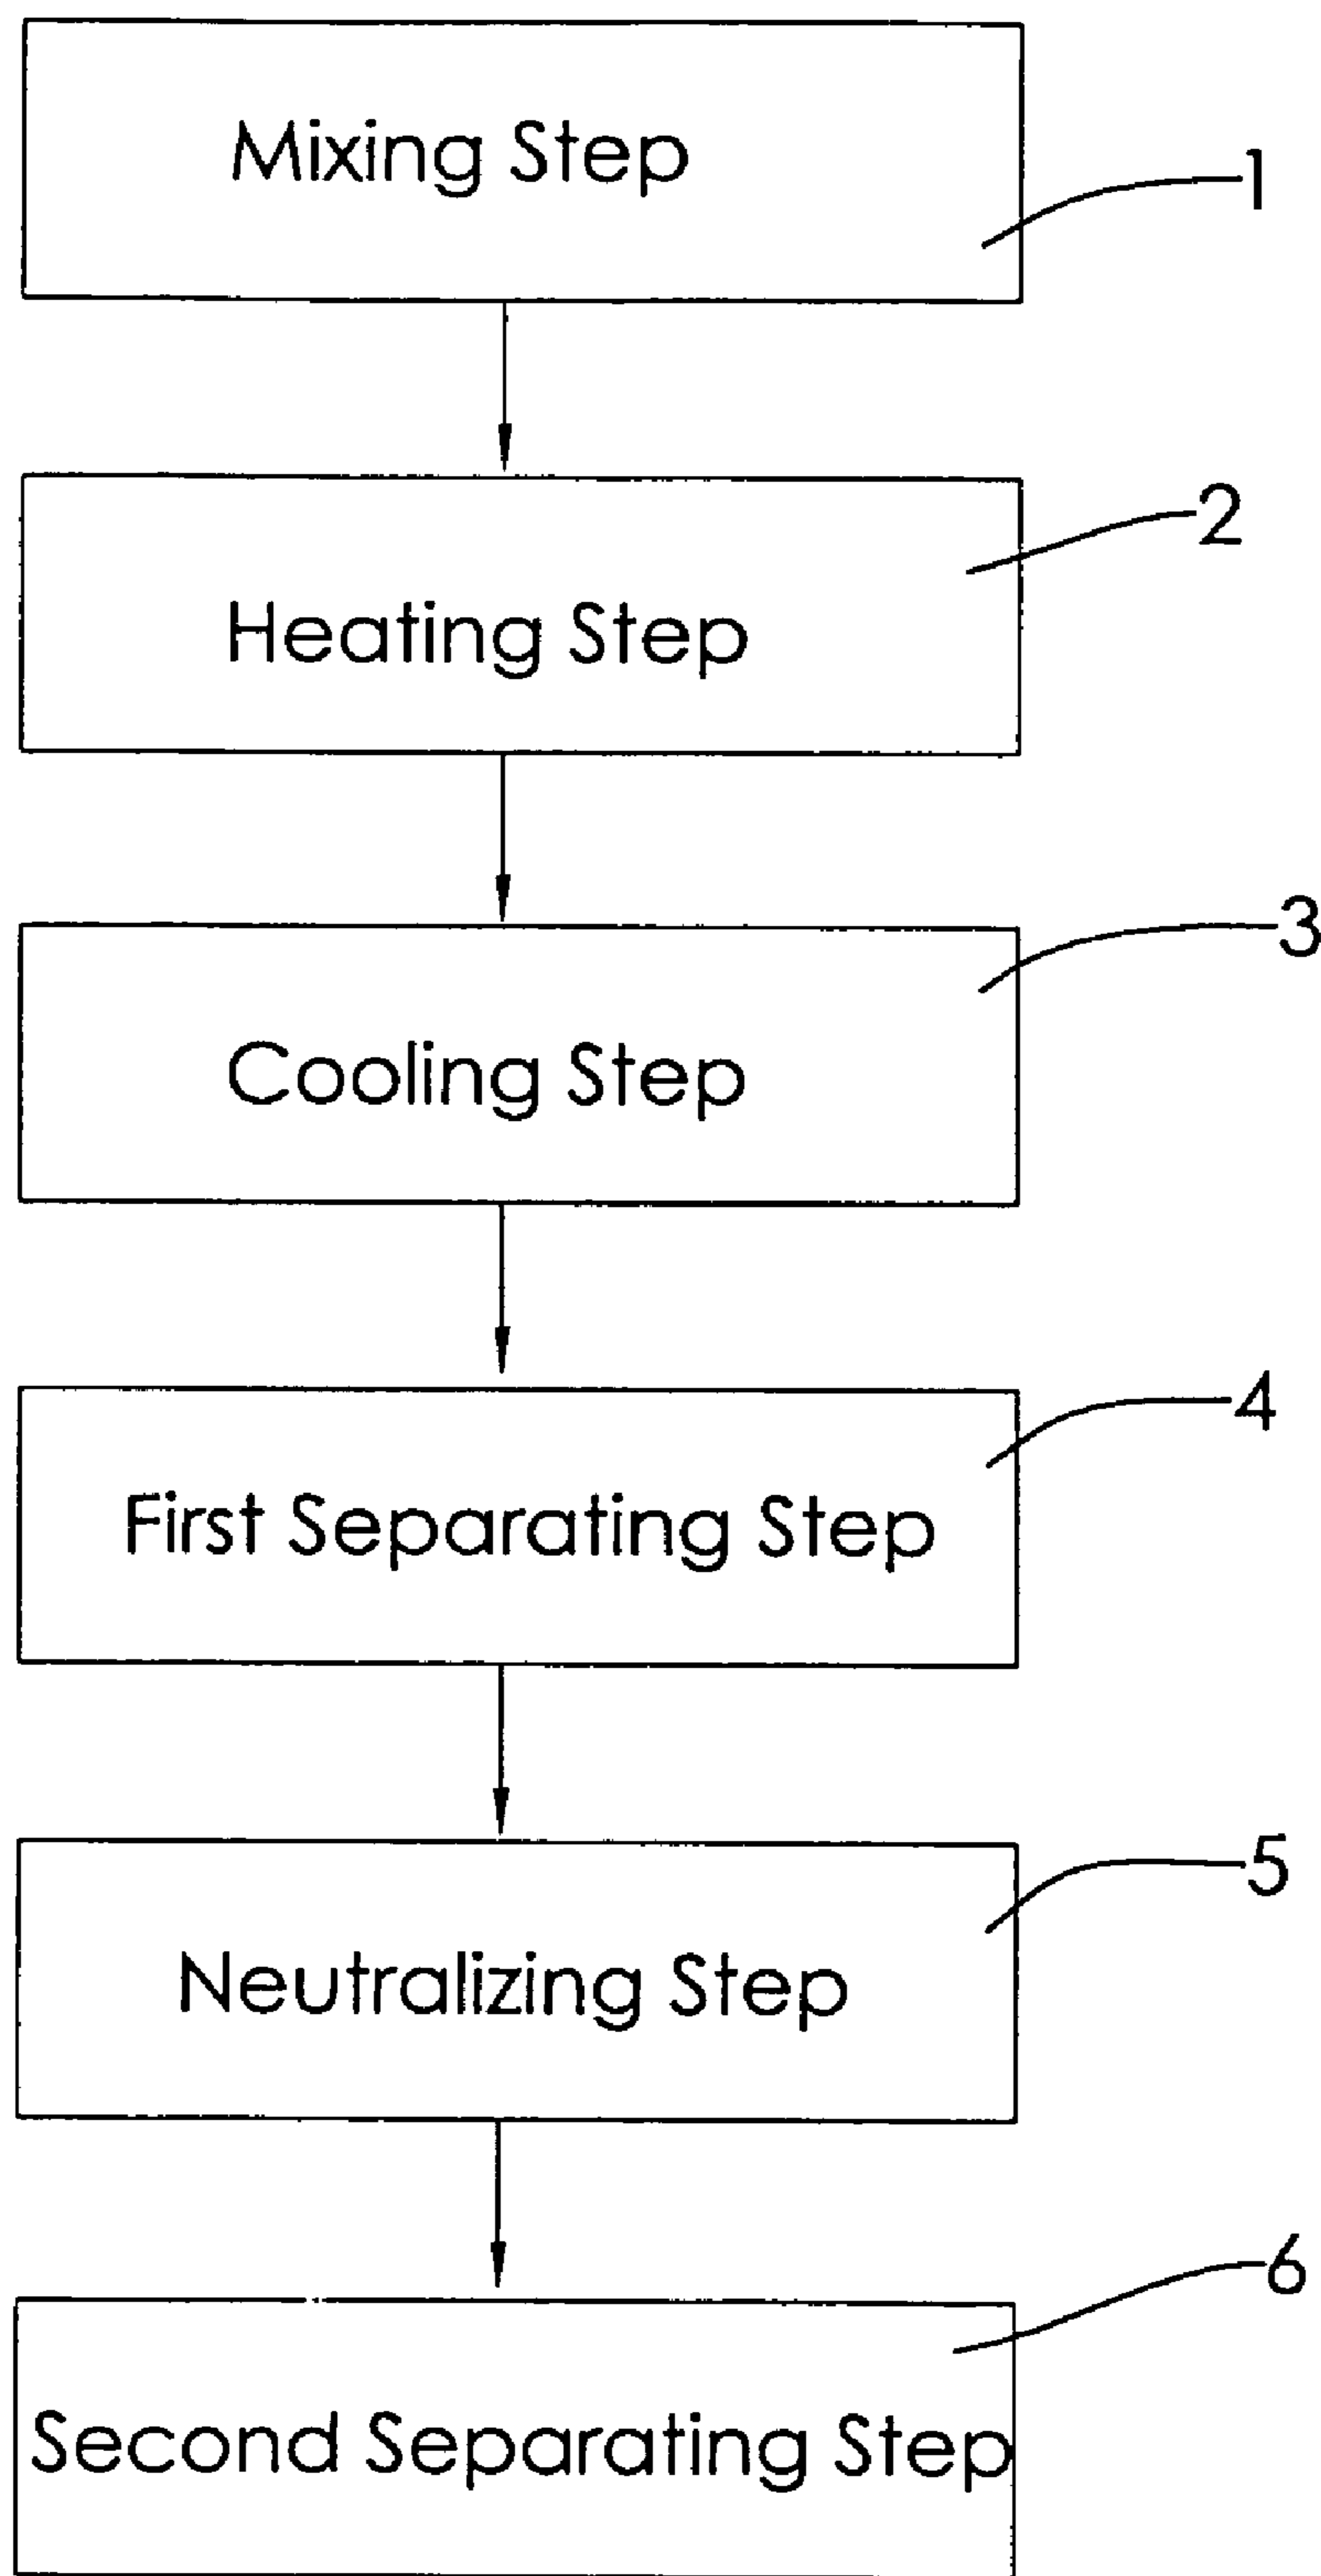 Mixing Step
1
2
Heating Step
3
Cooling Step
4
First Separating Step
5
Neutralizing Step
6
Second Separating Step